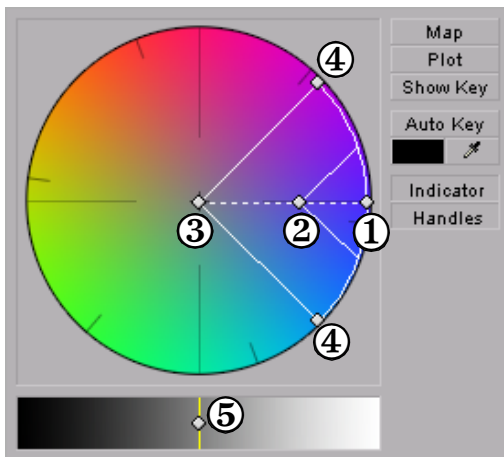 ④
Map
Plot
Show Key
Auto Key
③
②
①
Indicator
Handles
④
⑤